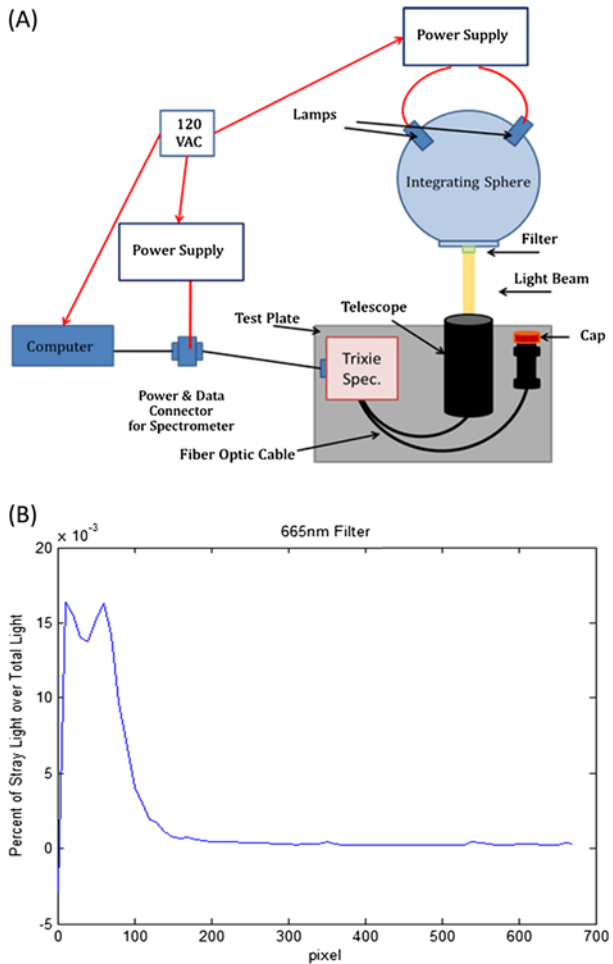 (A)
Power Supply
Lamps
120
VAC
Integrating Sphere
Power Supply
Filter
Light Beam
Telescope
Test Plate
Cap
Computer
Trixie
Spec.
Power & Data
Connector
for Spectrometer
Fiber Optic Cable
(B)
x 10-3
665nm Filter
20
15
10
5
0
-5
Percent of Stray Light over Total Light
0
100
200
300
400
500
600
700
pixel